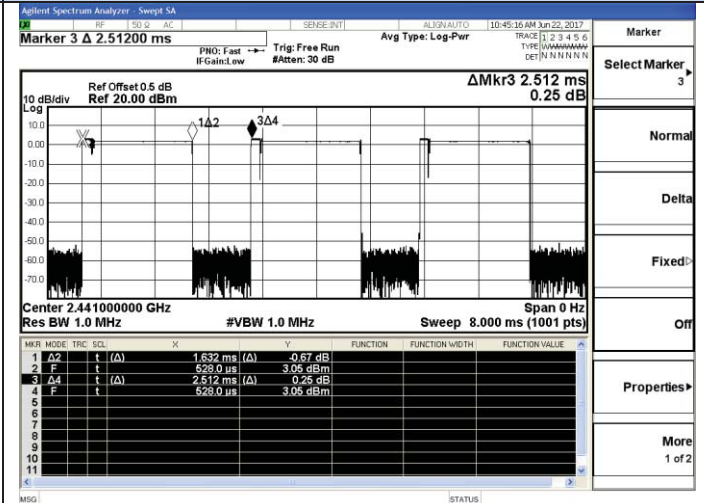 Agilent Spectrum Analyzer - Swept SA
RF 50 Ω AC SENSE:INT ALIGN AUTO 10:45:16 AM Jun 22, 2017
Marker 3 Δ 2.51200 ms
PNO: Fast
IFGain:Low
Trig: Free Run
#Atten: 30 dB
Avg Type: Log-Pwr
TRACE 1 2 3 4 5 6
TYPE
DET N N N N N N
Ref Offset 0.5 dB
Ref 20.00 dBm
10 dB/div
Log
ΔMkr3 2.512 ms
0.25 dB
10.0
0.00
-10.0
-20.0
-30.0
-40.0
-50.0
-60.0
-70.0
1Δ2
3Δ4
Center 2.441000000 GHz
Span 0 Hz
Res BW 1.0 MHz
#VBW 1.0 MHz
Sweep 8.000 ms (1001 pts)
MKR MODE TRC SCL X Y FUNCTION FUNCTION WIDTH FUNCTION VALUE
1 Δ2 t (Δ) 1.632 ms (Δ) -0.67 dB
2 F t 528.0 µs 3.05 dBm
3 Δ4 t (Δ) 2.512 ms (Δ) 0.25 dB
4 F t 528.0 µs 3.05 dBm
5
6
7
8
9
10
11
MSG
STATUS
Marker
Select Marker
3
Normal
Delta
Fixed
Off
Properties
More
1 of 2